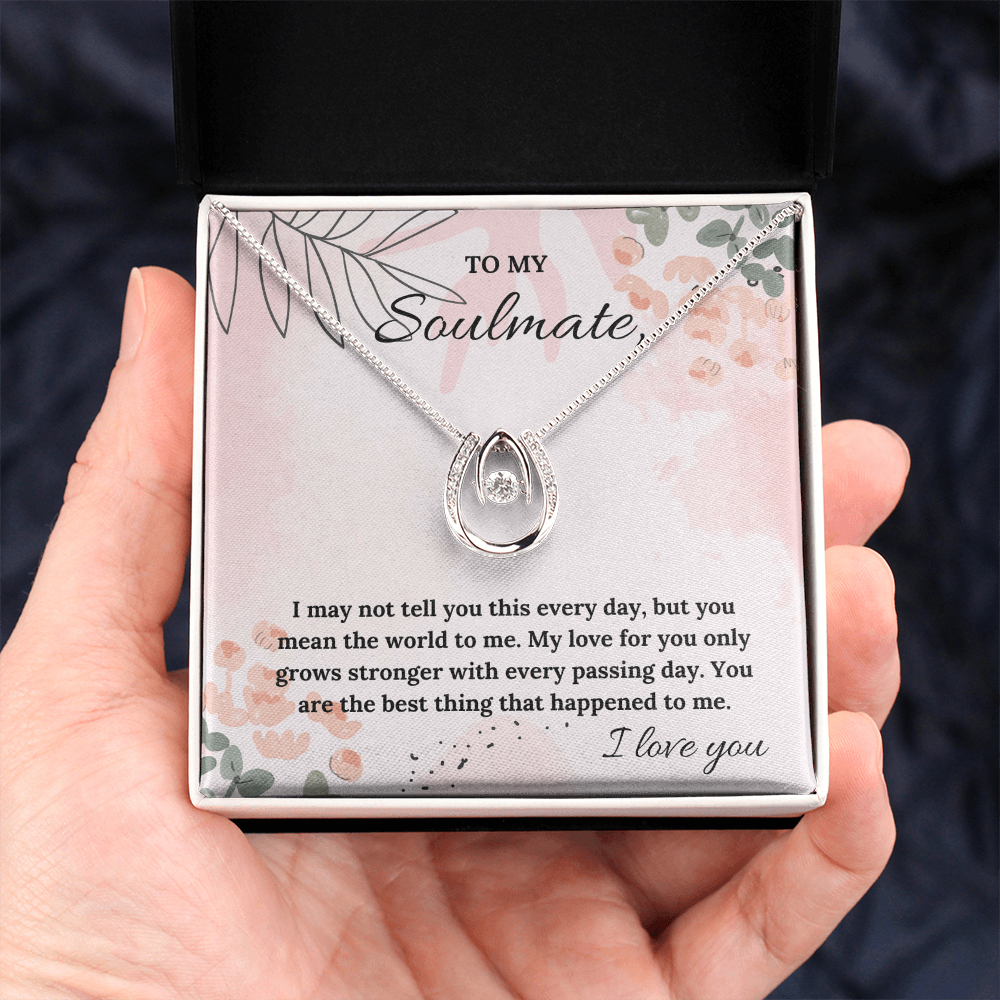 TO MY
Soulmate,
I may not tell you this every day, but you
mean the world to me. My love for you only
grows stronger with every passing day. You
are the best thing that happened to me.
I love you